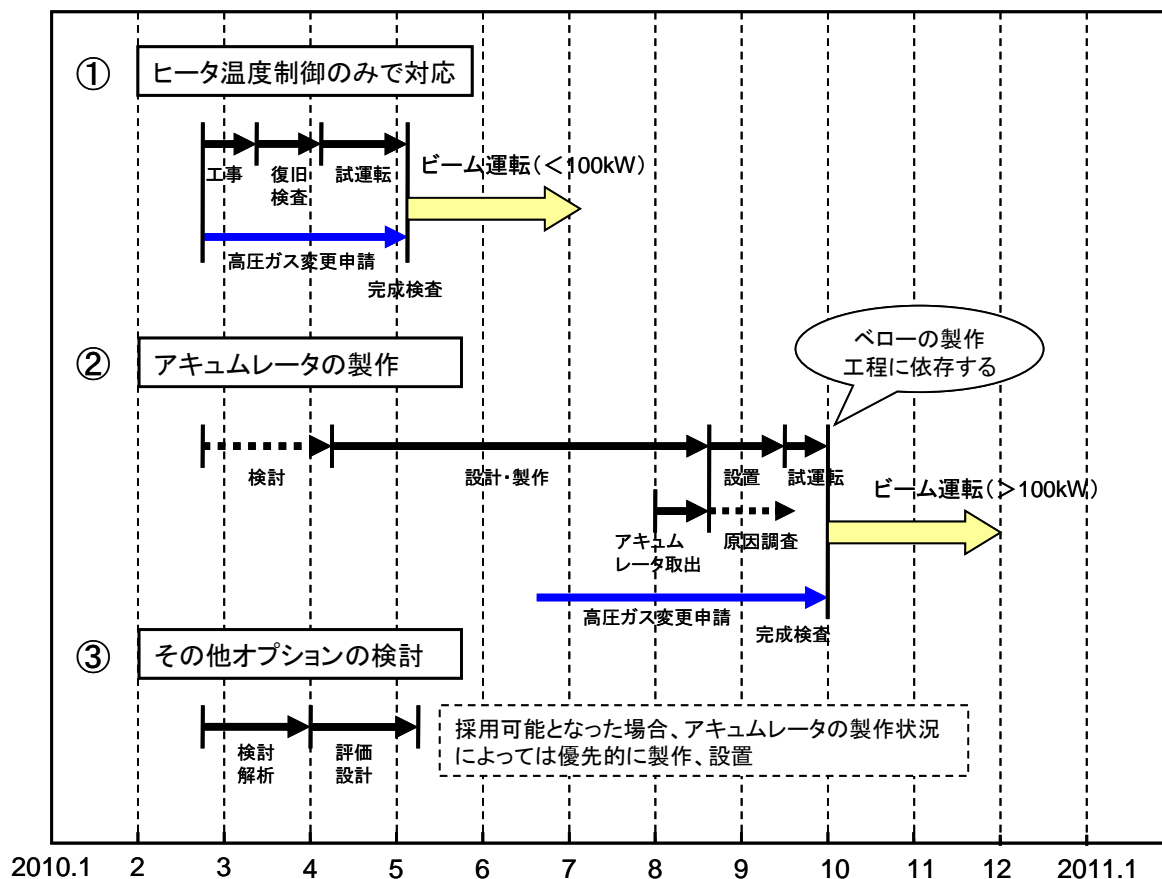 ① ヒータ温度制御のみで対応
工事
復旧
検査
試運転
ビーム運転(<100kW)
高圧ガス変更申請
完成検査
② アキュムレータの製作
ベローの製作
工程に依存する
検討
設計・製作
設置
試運転
ビーム運転(>100kW)
アキュム
レータ取出
原因調査
高圧ガス変更申請
完成検査
③ その他オプションの検討
検討
解析
評価
設計
採用可能となった場合、アキュムレータの製作状況
によっては優先的に製作、設置
2010.1 2 3 4 5 6 7 8 9 10 11 12 2011.1